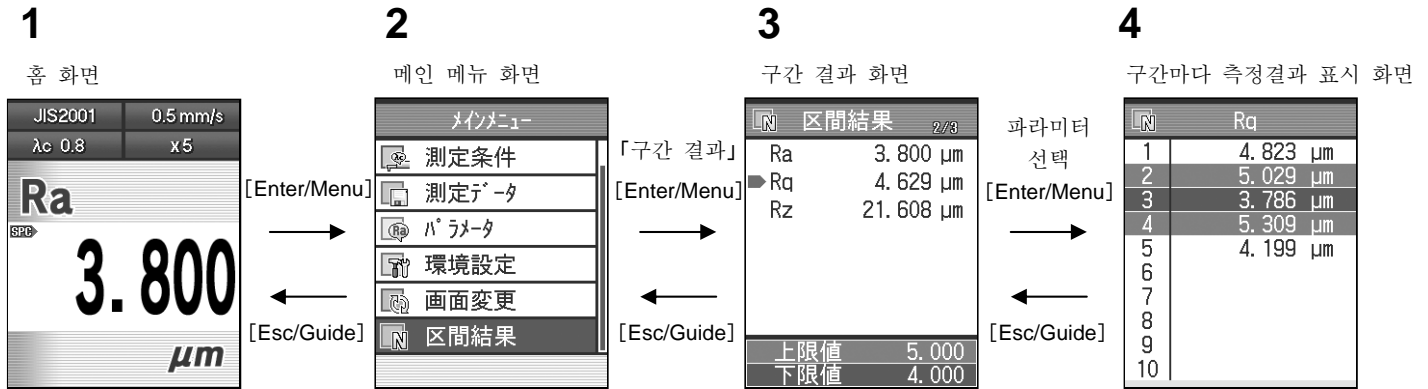 1
홈 화면
JIS2001 0.5 mm/s
λc 0.8 x5
Ra
SPC
3.800
µm
[Enter/Menu]
[Esc/Guide]
2
메인 메뉴 화면
ﾒｲﾝﾒﾆｭｰ
測定条件
測定ﾃﾞｰﾀ
ﾊﾟﾗﾒｰﾀ
環境設定
画面変更
区間結果
「구간 결과」
[Enter/Menu]
[Esc/Guide]
3
구간 결과 화면
区間結果 2/3
Ra 3.800 µm
Rq 4.629 µm
Rz 21.608 µm
上限値 5.000
下限値 4.000
파라미터
선택
[Enter/Menu]
[Esc/Guide]
4
구간마다 측정결과 표시 화면
Rq
1 4.823 µm
2 5.029 µm
3 3.786 µm
4 5.309 µm
5 4.199 µm
6
7
8
9
10